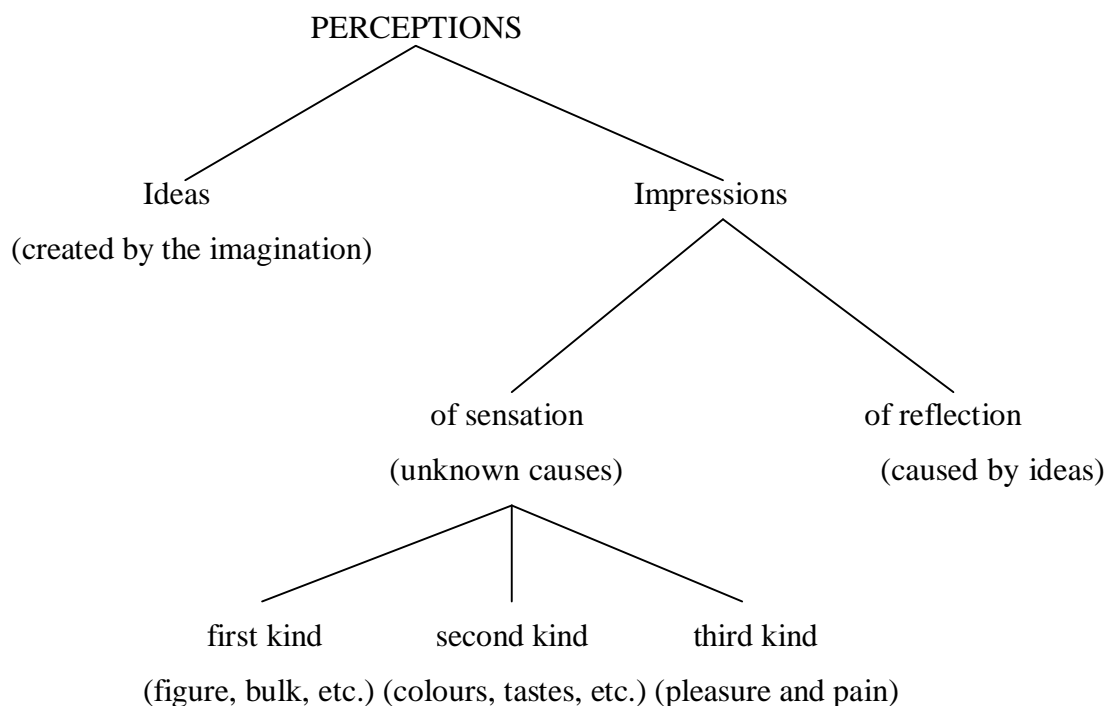 PERCEPTIONS
Ideas Impressions
(created by the imagination)
of sensation of reflection
(unknown causes) (caused by ideas)
first kind second kind third kind
(figure, bulk, etc.) (colours, tastes, etc.) (pleasure and pain)